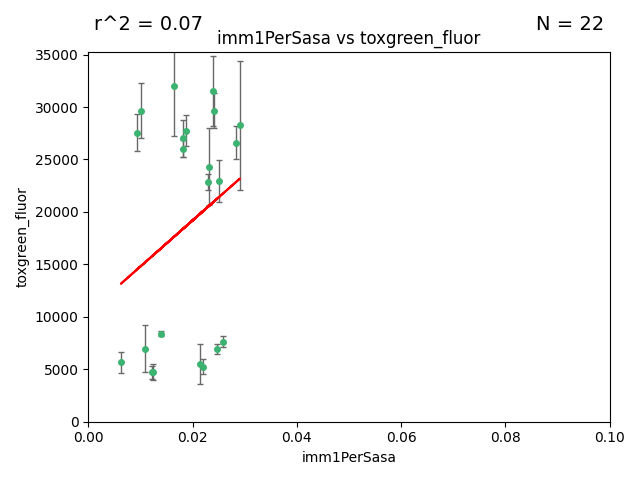 r^2 = 0.07
N = 22
imm1PerSasa vs toxgreen_fluor
35000
30000
25000
20000
15000
10000
5000
0
toxgreen_fluor
0.00 0.02 0.04 0.06 0.08 0.10
imm1PerSasa